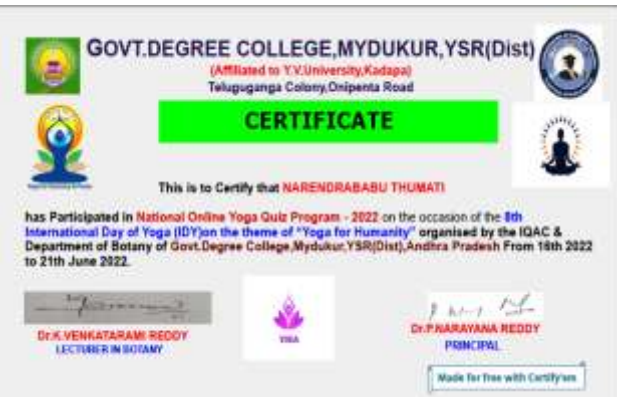 GOVT.DEGREE COLLEGE,MYDUKUR,YSR(Dist)
(Affiliated to Y.V.University,Kadapa)
Teluguganga Colony,Onipenta Road
CERTIFICATE
This is to Certify that NARENDRABABU THUMATI
has Participated in National Online Yoga Quiz Program - 2022 on the occasion of the 8th
International Day of Yoga (IDY)on the theme of "Yoga for Humanity" organised by the IQAC &
Department of Botany of Govt.Degree College,Mydukur,YSR(Dist),Andhra Pradesh From 16th 2022
to 21th June 2022.
Dr.K.VENKATARAMI REDDY
LECTURER IN BOTANY
YOGA
Dr.P.NARAYANA REDDY
PRINCIPAL
Made for free with Certify'em